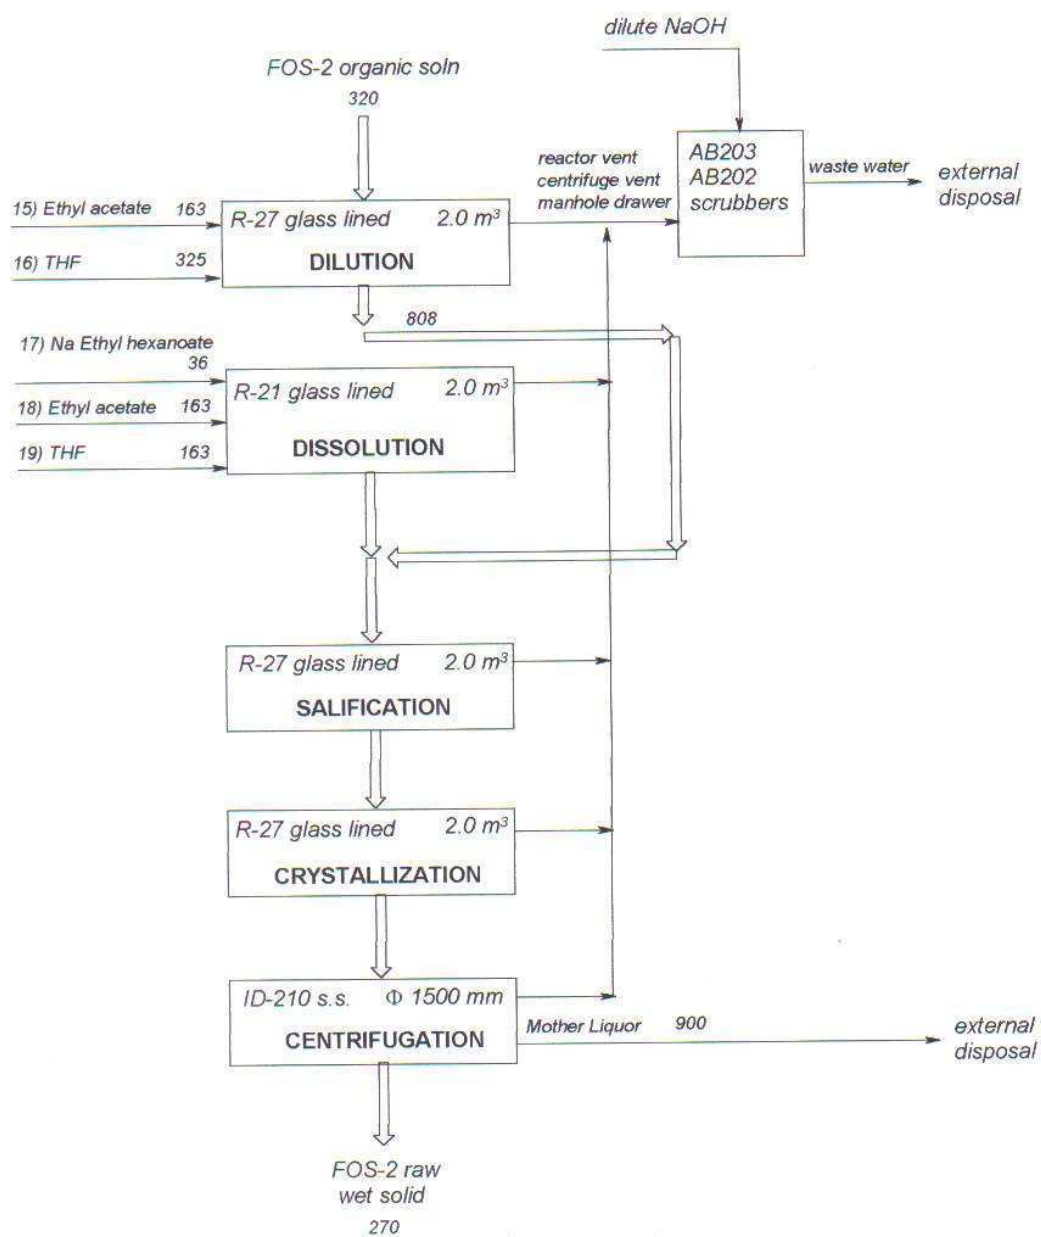 dilute NaOH
FOS-2 organic soln
320
reactor vent
centrifuge vent
manhole drawer
AB203
AB202
scrubbers
waste water
external
disposal
15) Ethyl acetate 163
16) THF 325
R-27 glass lined 2.0 m³
DILUTION
808
17) Na Ethyl hexanoate
36
18) Ethyl acetate 163
19) THF 163
R-21 glass lined 2.0 m³
DISSOLUTION
R-27 glass lined 2.0 m³
SALIFICATION
R-27 glass lined 2.0 m³
CRYSTALLIZATION
ID-210 s.s. Φ 1500 mm
CENTRIFUGATION
Mother Liquor 900
external
disposal
FOS-2 raw
wet solid
270